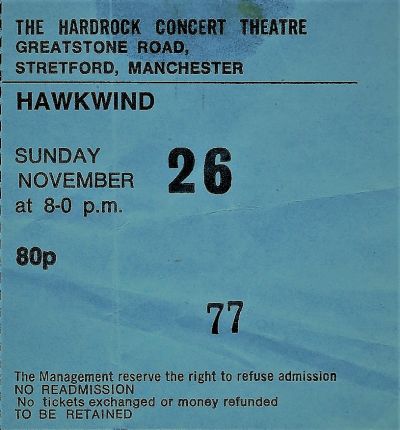 THE HARDROCK CONCERT THEATRE
GREATSTONE ROAD,
STRETFORD, MANCHESTER
HAWKWIND
SUNDAY
NOVEMBER 26
at 8-0 p.m.
80p
77
The Management reserve the right to refuse admission
NO READMISSION
No tickets exchanged or money refunded
TO BE RETAINED